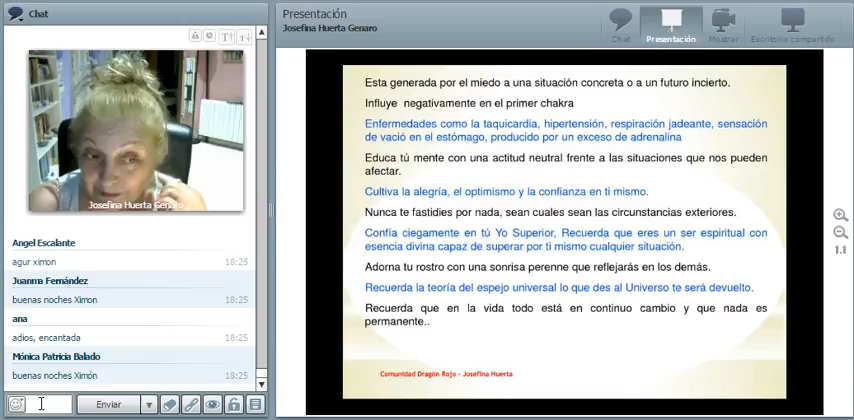 Chat
Josefina Huerta Genaro
Angel Escalante
agur ximon
18:25
Juanma Fernández
buenas noches Ximon
18:25
ana
adios, encantada
18:25
Mónica Patricia Balado
buenas noches Ximón
18:25
Enviar
Presentación
Josefina Huerta Genaro
Chat
Presentación
Mostrar
Escritorio compartido
Esta generada por el miedo a una situación concreta o a un futuro incierto.
Influye negativamente en el primer chakra
Enfermedades como la taquicardia, hipertensión, respiración jadeante, sensación
de vació en el estómago, producido por un exceso de adrenalina
Educa tú mente con una actitud neutral frente a las situaciones que nos pueden
afectar.
Cultiva la alegría, el optimismo y la confianza en ti mismo.
Nunca te fastidies por nada, sean cuales sean las circunstancias exteriores.
Confía ciegamente en tú Yo Superior, Recuerda que eres un ser espiritual con
esencia divina capaz de superar por ti mismo cualquier situación.
Adorna tu rostro con una sonrisa perenne que reflejarás en los demás.
Recuerda la teoría del espejo universal lo que des al Universo te será devuelto.
Recuerda que en la vida todo está en continuo cambio y que nada es
permanente..
Comunidad Dragón Rojo - Josefina Huerta
1.1